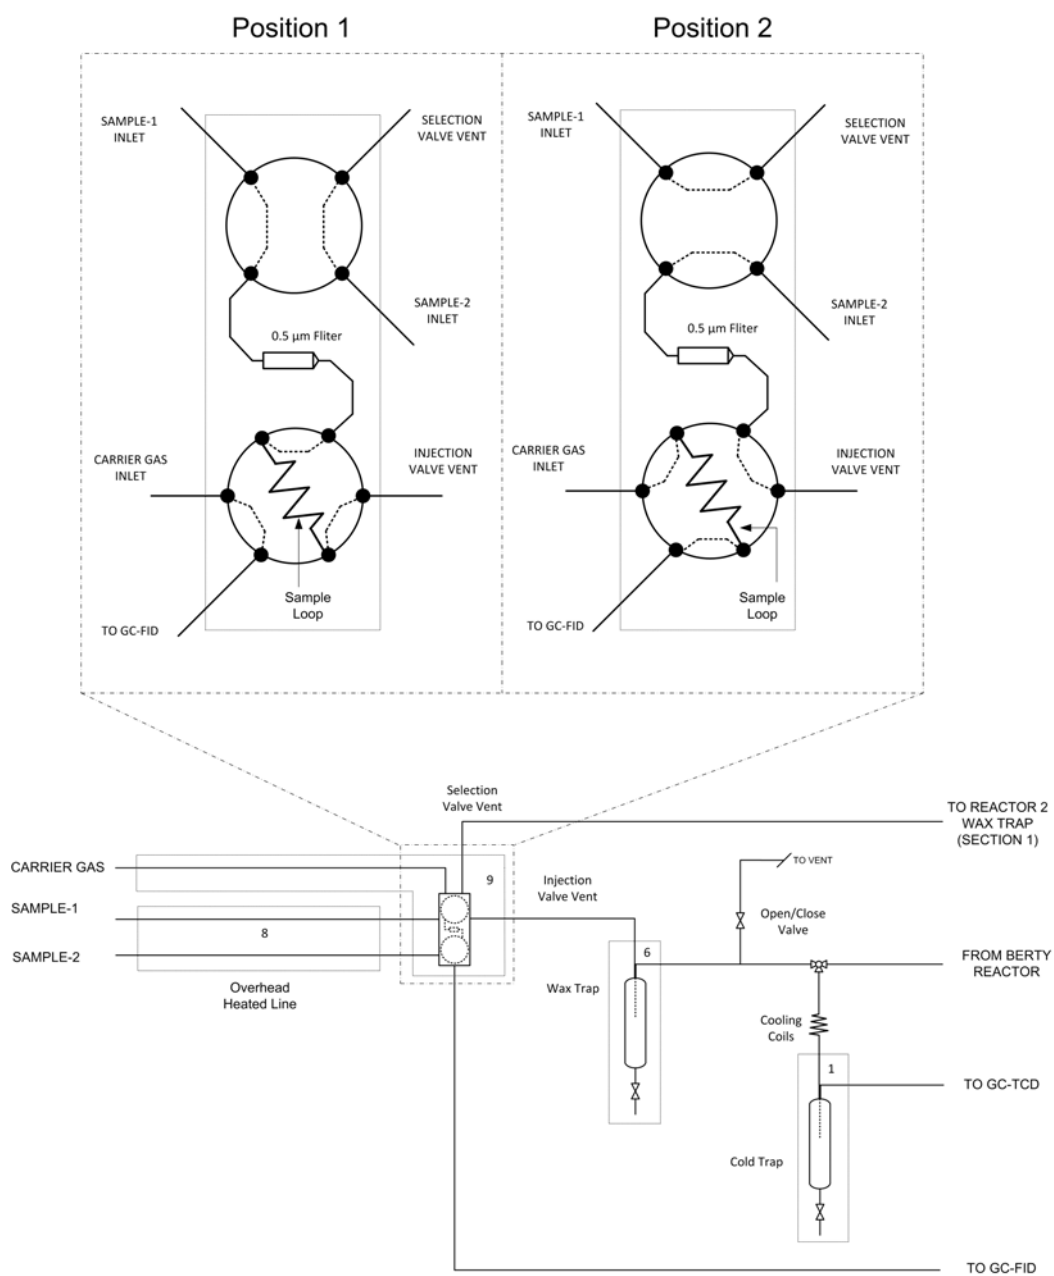 Position 1
Position 2
SAMPLE-1
INLET
SELECTION
VALVE VENT
SAMPLE-1
INLET
SELECTION
VALVE VENT
SAMPLE-2
INLET
SAMPLE-2
INLET
0.5 µm Fliter
0.5 µm Fliter
CARRIER GAS
INLET
INJECTION
VALVE VENT
CARRIER GAS
INLET
INJECTION
VALVE VENT
Sample
Loop
Sample
Loop
TO GC-FID
TO GC-FID
Selection
Valve Vent
TO REACTOR 2
WAX TRAP
(SECTION 1)
CARRIER GAS
9
Injection
Valve Vent
TO VENT
SAMPLE-1
8
Open/Close
Valve
SAMPLE-2
6
FROM BERTY
REACTOR
Overhead
Heated Line
Wax Trap
Cooling
Coils
1
TO GC-TCD
Cold Trap
TO GC-FID